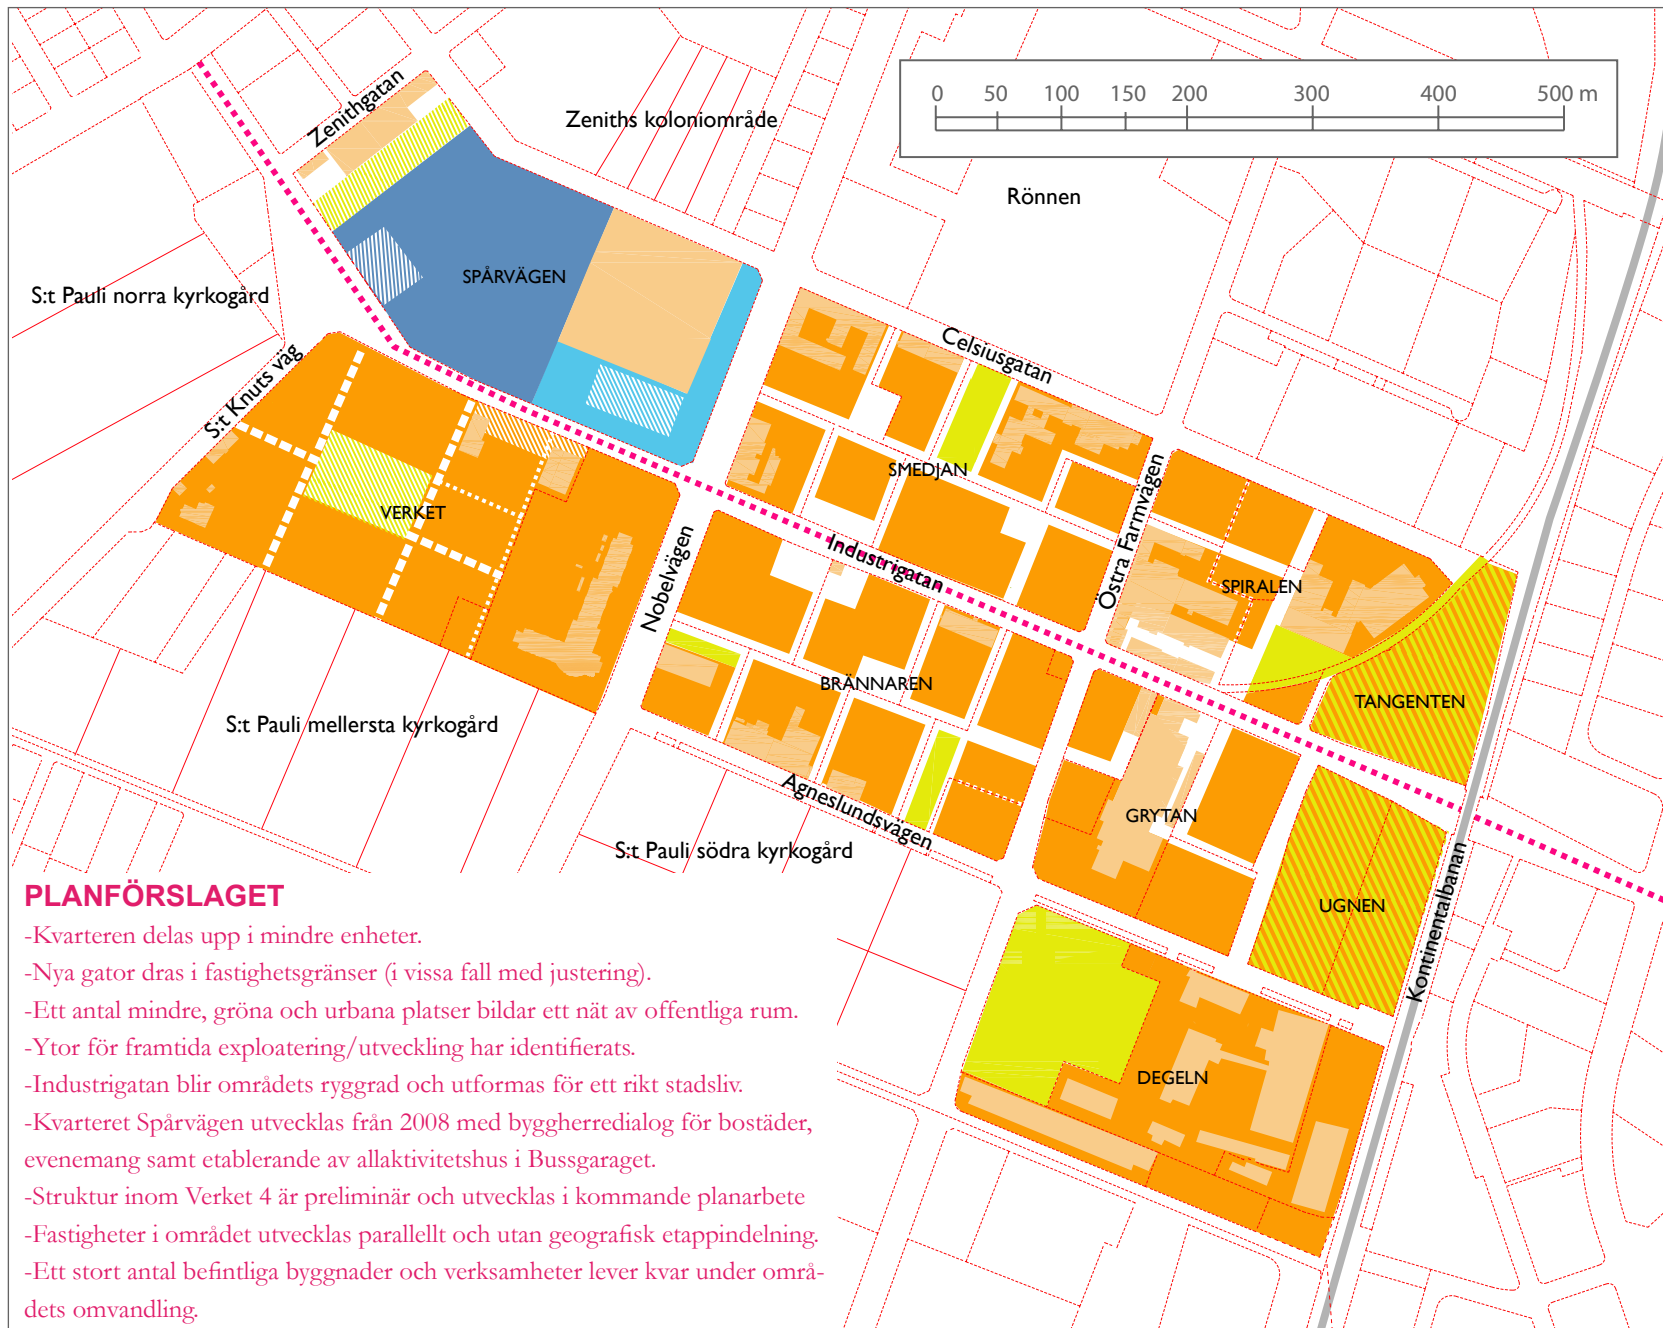 Zenithgatan
Zeniths koloniområde
0 50 100 150 200 300 400 500 m
Rönnen
SPÅRVÄGEN
S:t Pauli norra kyrkogård
S:t Knuts väg
Celsiusgatan
SMEDJAN
VERKET
Nobelvägen
Industrigatan
Östra Farmvägen
SPIRALEN
BRÄNNAREN
TANGENTEN
S:t Pauli mellersta kyrkogård
Agneslundsvägen
GRYTAN
S:t Pauli södra kyrkogård
UGNEN
Kontinentalbanan
DEGELN
PLANFÖRSLAGET
-Kvarteren delas upp i mindre enheter.
-Nya gator dras i fastighetsgränser (i vissa fall med justering).
-Ett antal mindre, gröna och urbana platser bildar ett nät av offentliga rum.
-Ytor för framtida exploatering/utveckling har identifierats.
-Industrigatan blir områdets ryggrad och utformas för ett rikt stadsliv.
-Kvarteret Spårvägen utvecklas från 2008 med byggherredialog för bostäder,
evenemang samt etablerande av allaktivitetshus i Bussgaraget.
-Struktur inom Verket 4 är preliminär och utvecklas i kommande planarbete
-Fastigheter i området utvecklas parallellt och utan geografisk etappindelning.
-Ett stort antal befintliga byggnader och verksamheter lever kvar under områ-
dets omvandling.